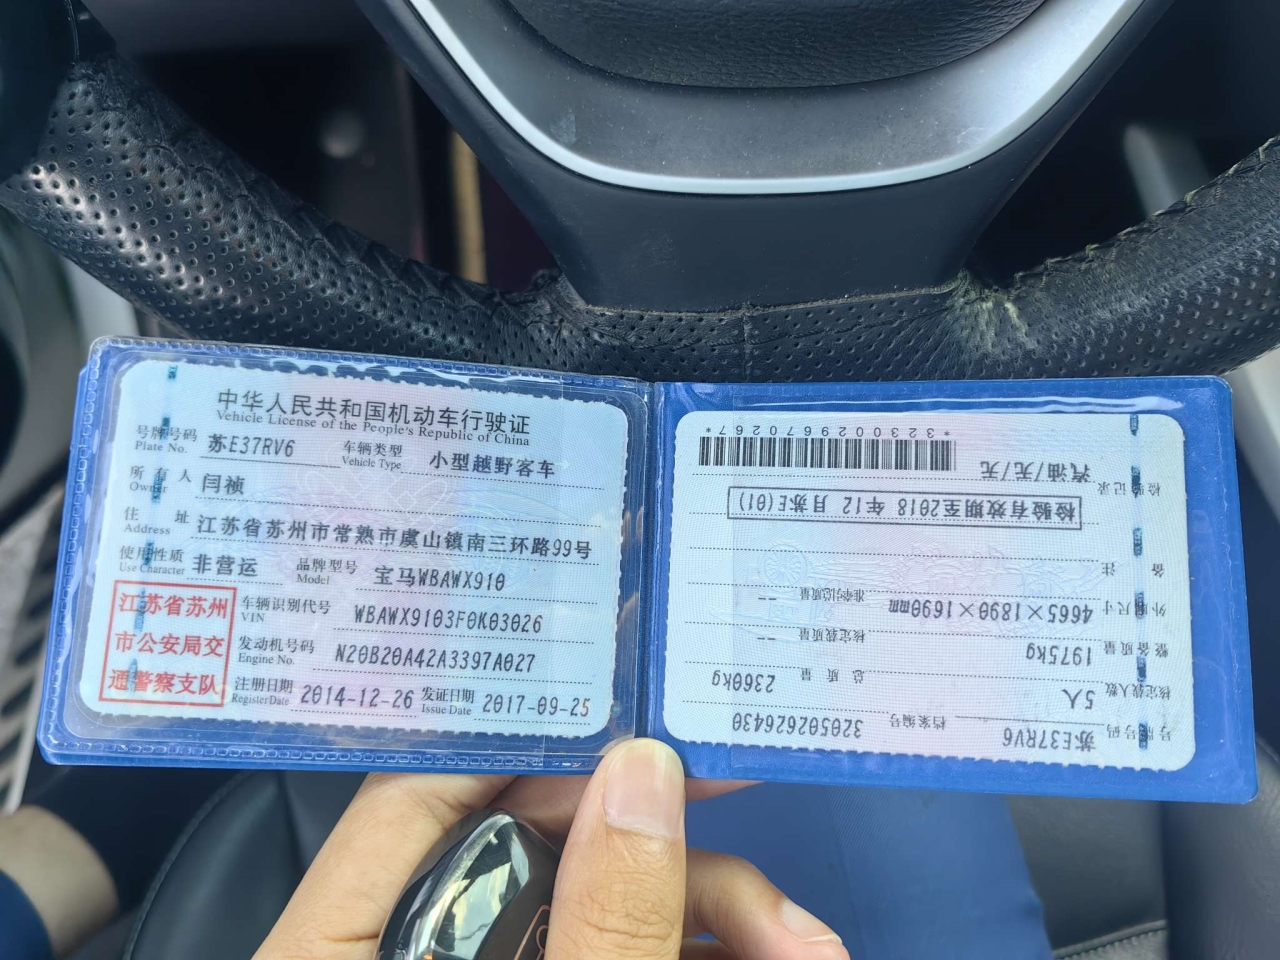 中华人民共和国机动车行驶证
Vehicle License of the People's Republic of China
号牌号码 苏E37RV6 车辆类型 小型越野客车
Plate No. Vehicle Type
所有人 闫祯
Owner
住址 江苏省苏州市常熟市虞山镇南三环路99号
Address
使用性质 非营运 品牌型号 宝马WBAWX910
Use Character Model
江苏省苏州
市公安局交
通警察支队
车辆识别代号 WBAWX9103F0K03026
VIN
发动机号码 N20B20A42A3397A027
Engine No.
注册日期 2014-12-26 发证日期 2017-09-25
Register Date Issue Date
号牌号码 苏E37RV6 档案编号 320502626430
核定载人数 5人 总质量 2360kg
整备质量 1975kg 核定载质量 --
外廓尺寸 4665×1890×1690mm 准牵引总质量 --
备注
检验有效期至2018年12月苏E(01)
检验记录 汽油/无/无
*3230029670267*